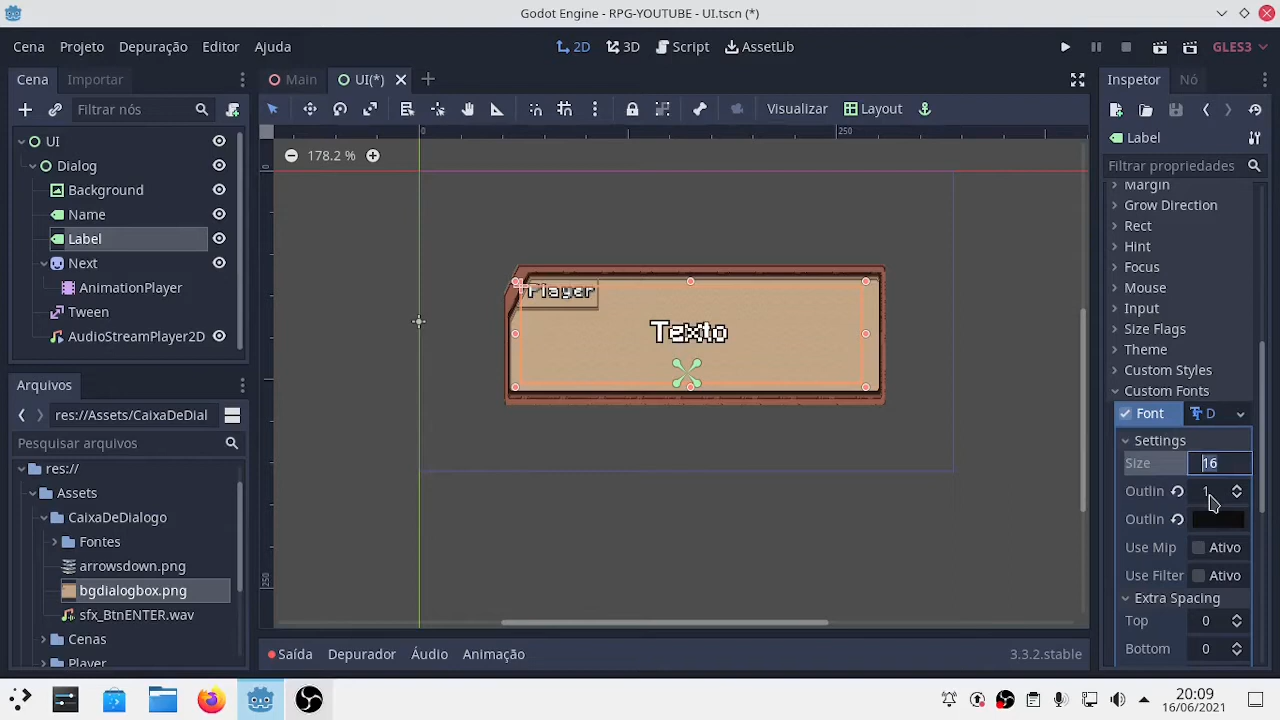 Godot Engine - RPG-YOUTUBE - UI.tscn (*)
Cena Projeto Depuração Editor Ajuda
2D 3D Script AssetLib
GLES3
Cena Importar
Main UI(*)
Inspetor Nó
Filtrar nós
Visualizar Layout
Label
Filtrar propriedades
UI
Dialog
Background
Name
Label
Next
AnimationPlayer
Tween
AudioStreamPlayer2D
0 250
178.2 %
0
250
Player
Texto
Margin
Grow Direction
Rect
Hint
Focus
Mouse
Input
Size Flags
Theme
Custom Styles
Custom Fonts
Font D
Settings
Size 16
Outlin 1
Outlin
Use Mip Ativo
Use Filter Ativo
Extra Spacing
Top 0
Bottom 0
Arquivos
res://Assets/CaixaDeDial
Pesquisar arquivos
res://
Assets
CaixaDeDialogo
Fontes
arrowsdown.png
bgdialogbox.png
sfx_BtnENTER.wav
Cenas
Player
Saída Depurador Áudio Animação
3.3.2.stable
20:09
16/06/2021